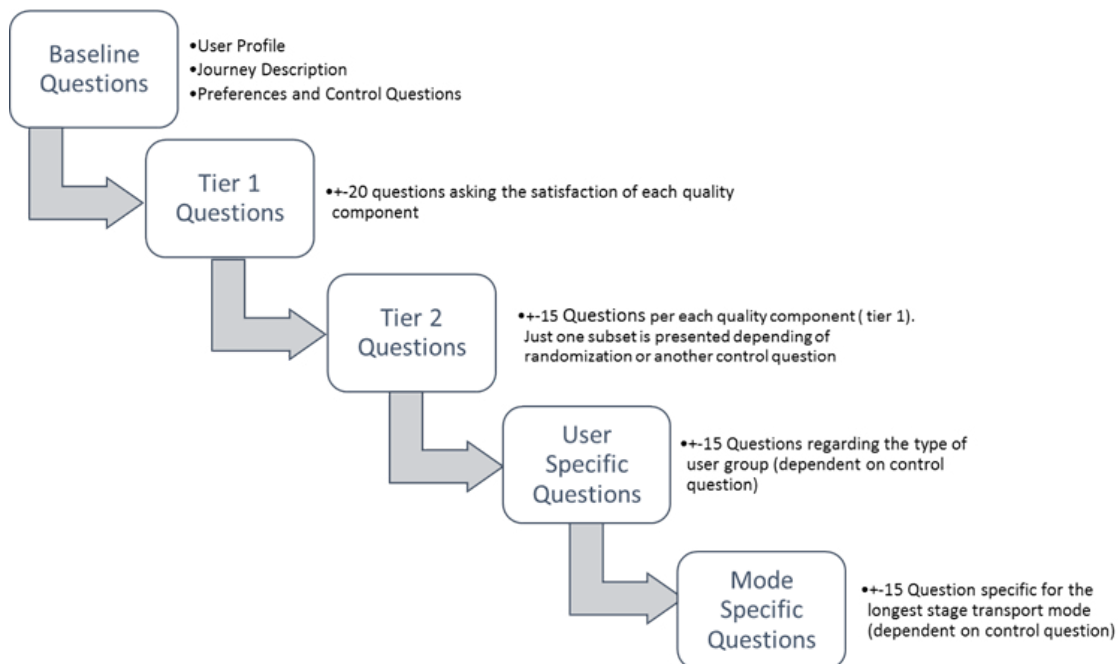 Baseline
Questions
•User Profile
•Journey Description
•Preferences and Control Questions
Tier 1
Questions
•+-20 questions asking the satisfaction of each quality
component
Tier 2
Questions
•+-15 Questions per each quality component ( tier 1).
Just one subset is presented depending of
randomization or another control question
User
Specific
Questions
•+-15 Questions regarding the type of
user group (dependent on control
question)
Mode
Specific
Questions
•+-15 Question specific for the
longest stage transport mode
(dependent on control question)